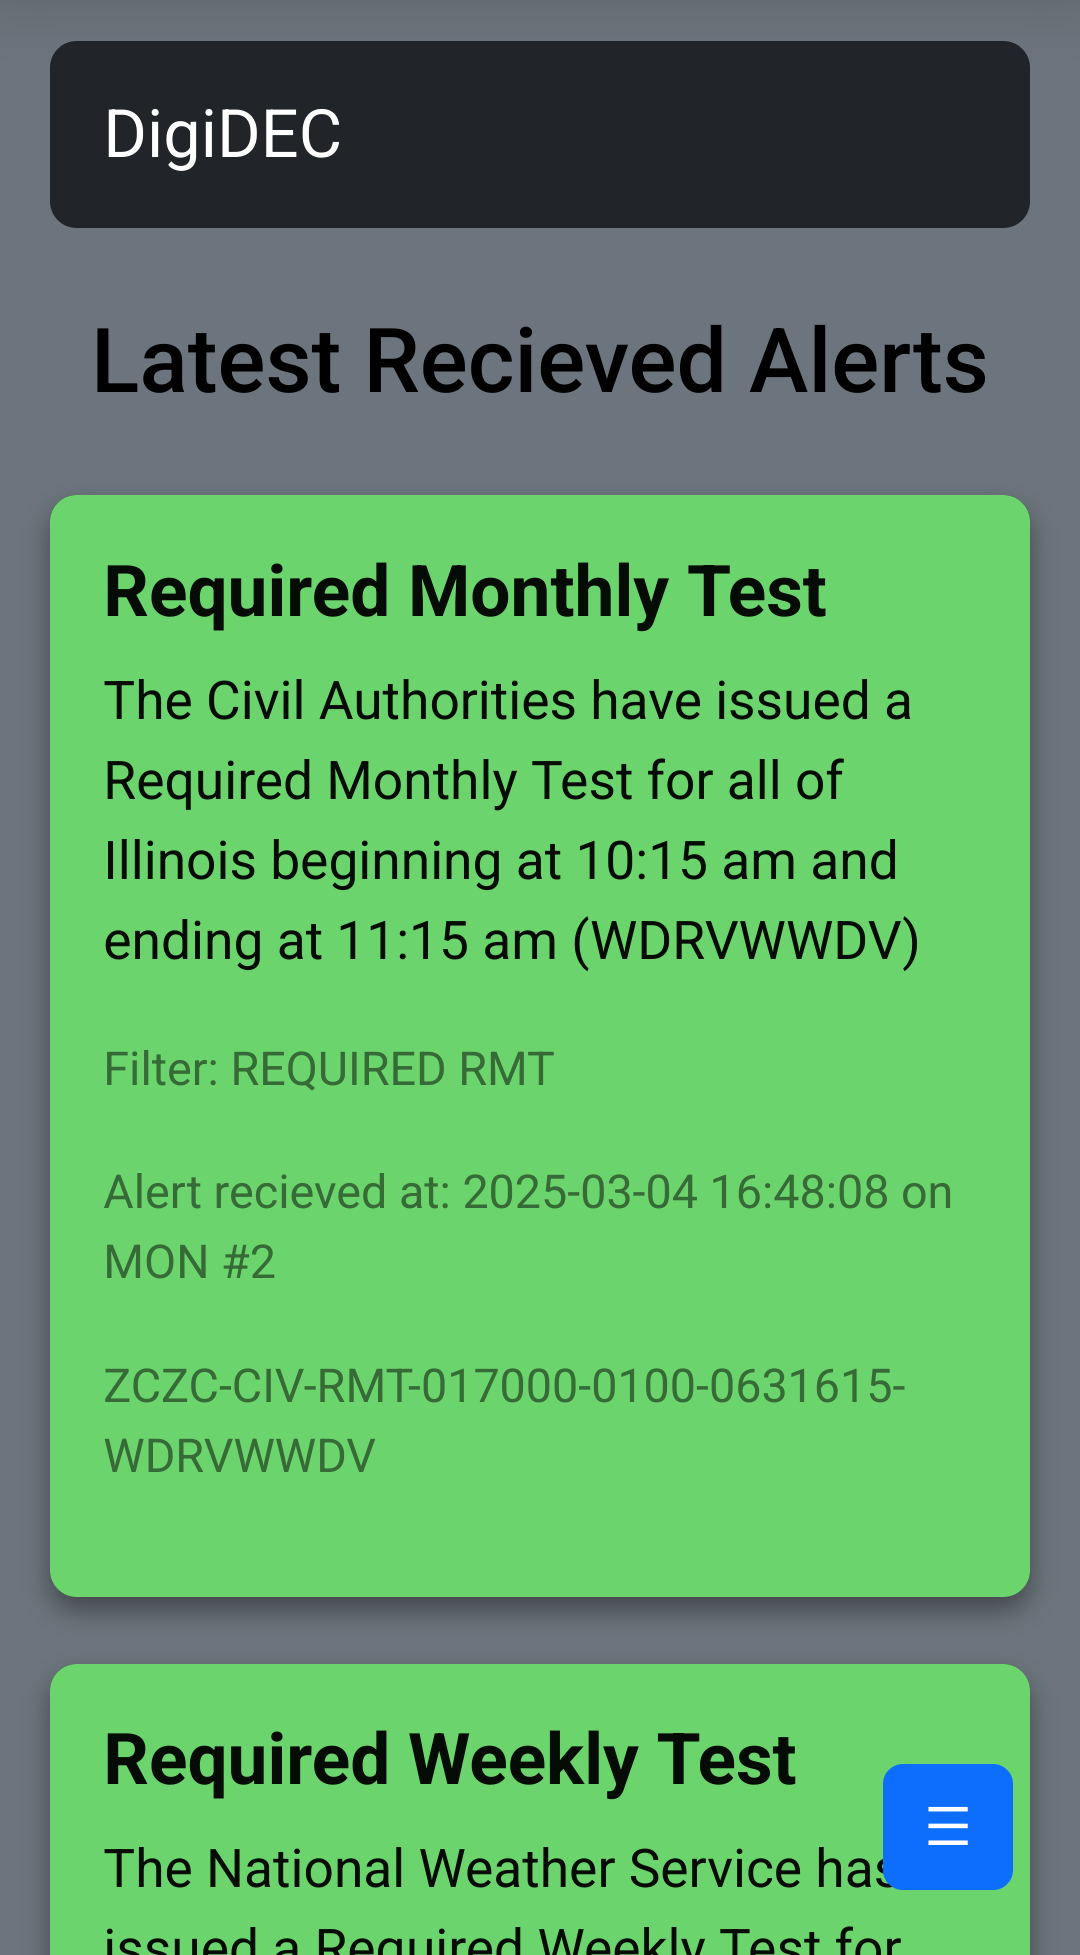 DigiDEC
Latest Recieved Alerts
Required Monthly Test
The Civil Authorities have issued a
Required Monthly Test for all of
Illinois beginning at 10:15 am and
ending at 11:15 am (WDRVWWDV)
Filter: REQUIRED RMT
Alert recieved at: 2025-03-04 16:48:08 on
MON #2
ZCZC-CIV-RMT-017000-0100-0631615-
WDRVWWDV
Required Weekly Test
The National Weather Service has
issued a Required Weekly Test for